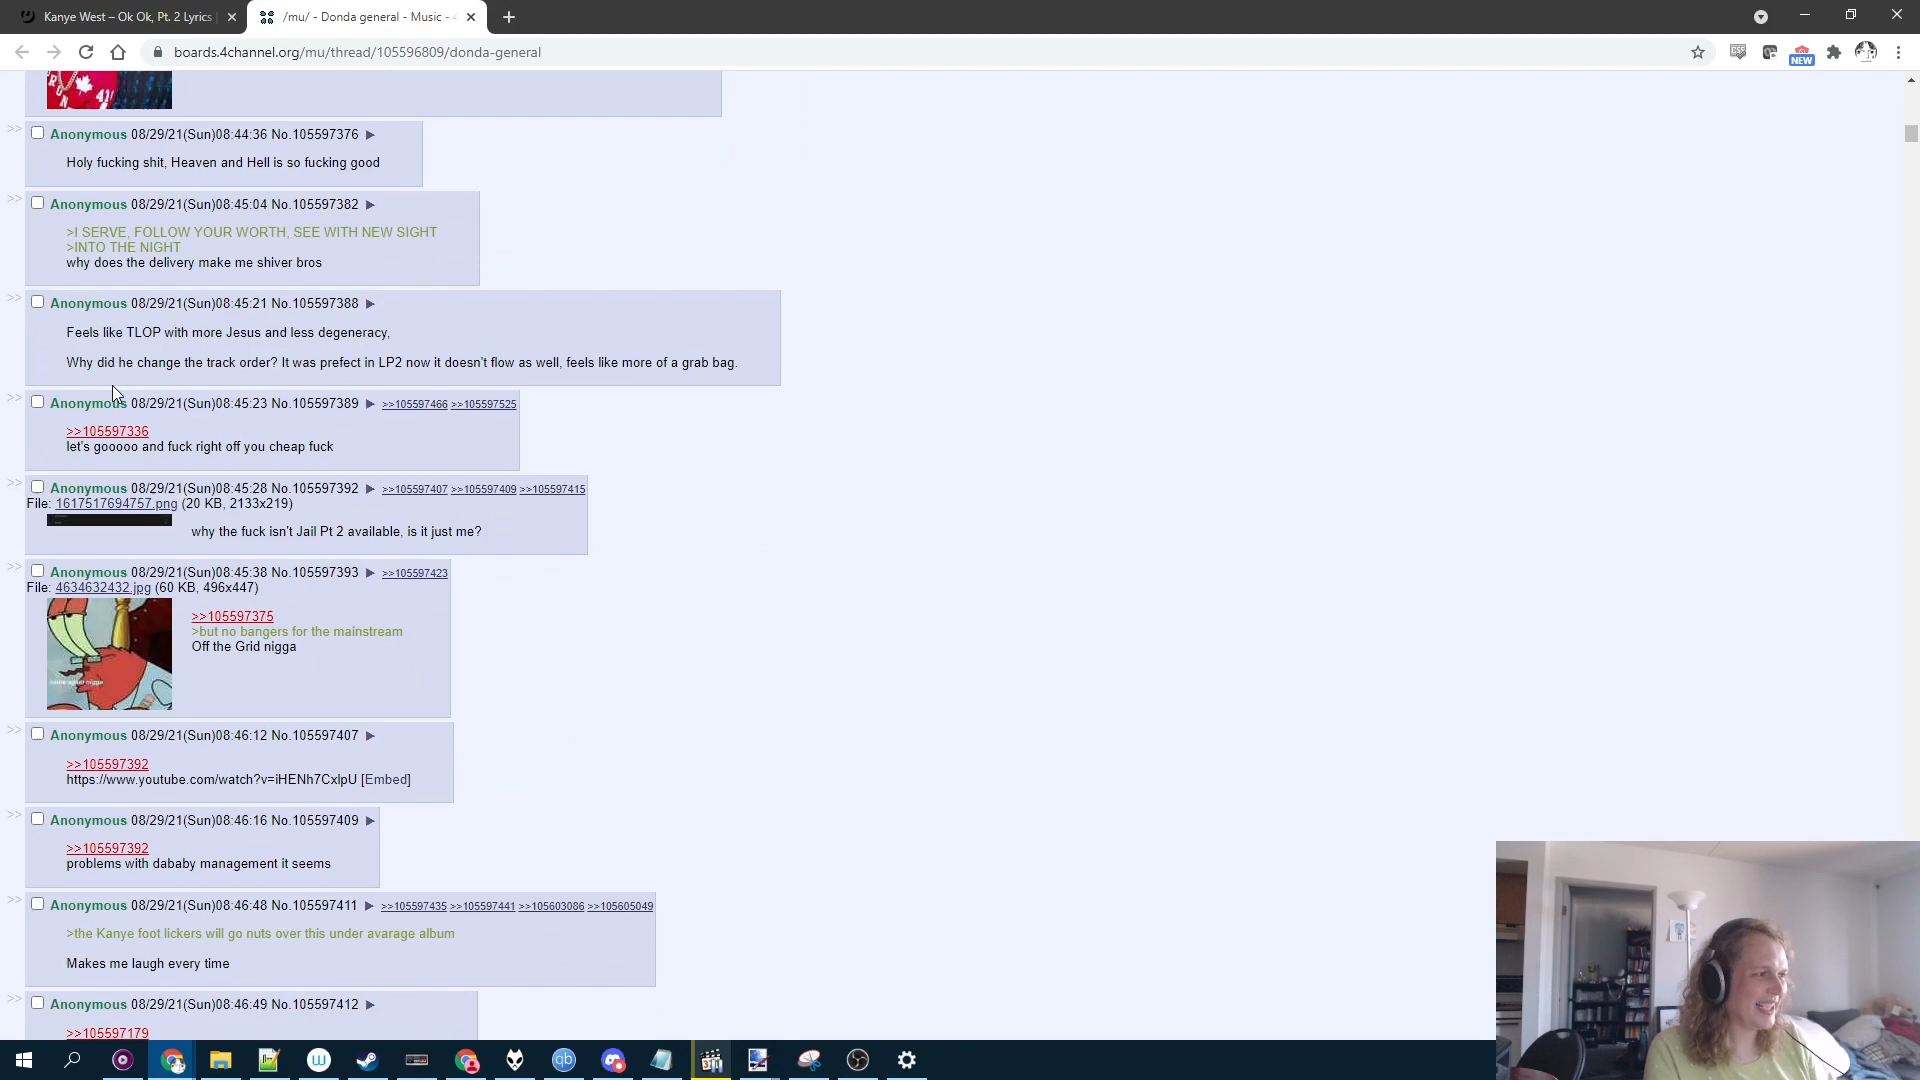 Kanye West – Ok Ok, Pt. 2 Lyrics
/mu/ - Donda general - Music - 4
boards.4channel.org/mu/thread/105596809/donda-general
NEW
>> Anonymous 08/29/21(Sun)08:44:36 No.105597376 ▶
Holy fucking shit, Heaven and Hell is so fucking good
>> Anonymous 08/29/21(Sun)08:45:04 No.105597382 ▶
>I SERVE, FOLLOW YOUR WORTH, SEE WITH NEW SIGHT
>INTO THE NIGHT
why does the delivery make me shiver bros
>> Anonymous 08/29/21(Sun)08:45:21 No.105597388 ▶
Feels like TLOP with more Jesus and less degeneracy,
Why did he change the track order? It was prefect in LP2 now it doesn't flow as well, feels like more of a grab bag.
>> Anonymous 08/29/21(Sun)08:45:23 No.105597389 ▶ >>105597466 >>105597525
>>105597336
let's gooooo and fuck right off you cheap fuck
>> Anonymous 08/29/21(Sun)08:45:28 No.105597392 ▶ >>105597407 >>105597409 >>105597415
File: 1617517694757.png (20 KB, 2133x219)
why the fuck isn't Jail Pt 2 available, is it just me?
>> Anonymous 08/29/21(Sun)08:45:38 No.105597393 ▶ >>105597423
File: 4634632432.jpg (60 KB, 496x447)
>>105597375
>but no bangers for the mainstream
Off the Grid nigga
>> Anonymous 08/29/21(Sun)08:46:12 No.105597407 ▶
>>105597392
https://www.youtube.com/watch?v=iHENh7CxlpU [Embed]
>> Anonymous 08/29/21(Sun)08:46:16 No.105597409 ▶
>>105597392
problems with dababy management it seems
>> Anonymous 08/29/21(Sun)08:46:48 No.105597411 ▶ >>105597435 >>105597441 >>105603086 >>105605049
>the Kanye foot lickers will go nuts over this under avarage album
Makes me laugh every time
>> Anonymous 08/29/21(Sun)08:46:49 No.105597412 ▶
>>105597179